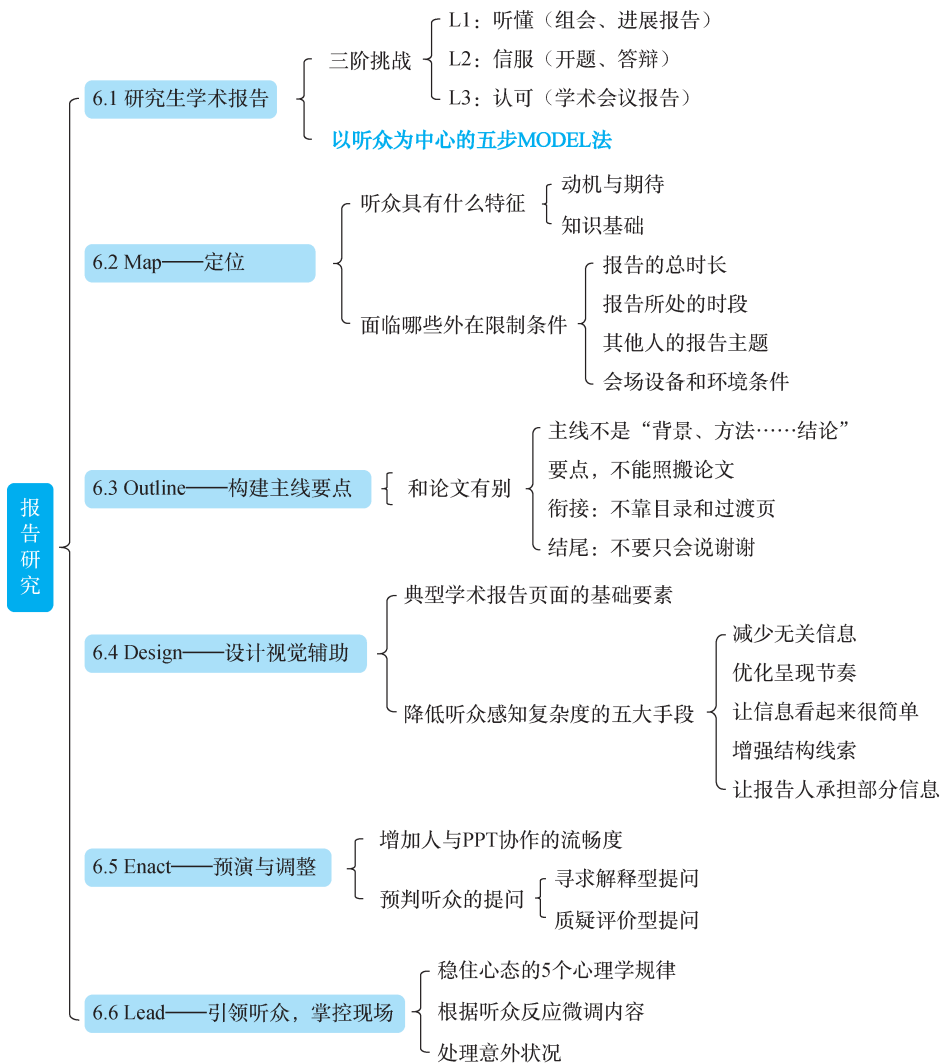 报告研究
6.1 研究生学术报告
三阶挑战
L1：听懂（组会、进展报告）
L2：信服（开题、答辩）
L3：认可（学术会议报告）
以听众为中心的五步MODEL法
6.2 Map——定位
听众具有什么特征
动机与期待
知识基础
面临哪些外在限制条件
报告的总时长
报告所处的时段
其他人的报告主题
会场设备和环境条件
6.3 Outline——构建主线要点
和论文有别
主线不是“背景、方法……结论”
要点，不能照搬论文
衔接：不靠目录和过渡页
结尾：不要只会说谢谢
6.4 Design——设计视觉辅助
典型学术报告页面的基础要素
降低听众感知复杂度的五大手段
减少无关信息
优化呈现节奏
让信息看起来很简单
增强结构线索
让报告人承担部分信息
6.5 Enact——预演与调整
增加人与PPT协作的流畅度
预判听众的提问
寻求解释型提问
质疑评价型提问
6.6 Lead——引领听众，掌控现场
稳住心态的5个心理学规律
根据听众反应微调内容
处理意外状况